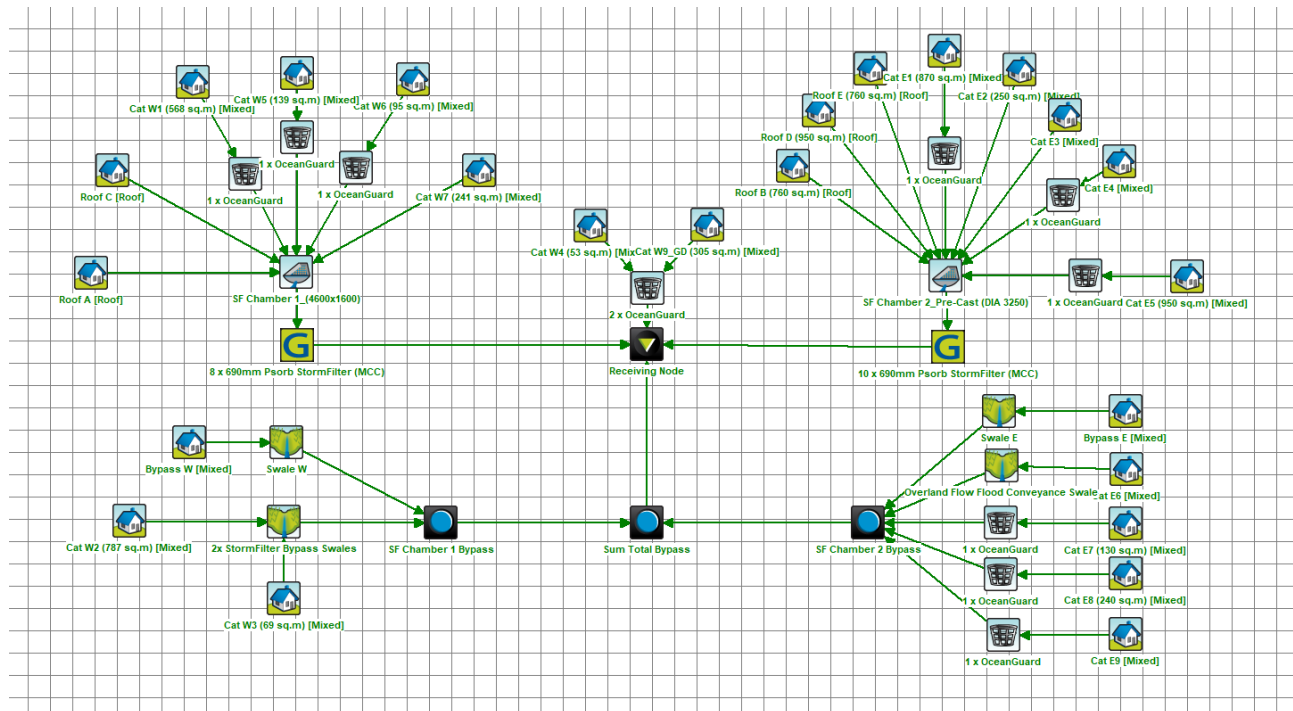 Cat E1 (870 sq.m) [Mixed]
Cat W5 (139 sq.m) [Mixed]
Cat W1 (568 sq.m) [Mixed]
Cat W6 (95 sq.m) [Mixed]
Roof E (760 sq.m) [Roof]
Cat E2 (250 sq.m) [Mixed]
Roof D (950 sq.m) [Roof]
Cat E3 [Mixed]
1 x OceanGuard
1 x OceanGuard
1 x OceanGuard
1 x OceanGuard
Roof C [Roof]
Cat W7 (241 sq.m) [Mixed]
Roof B (760 sq.m) [Roof]
Cat E4 [Mixed]
1 x OceanGuard
Cat W4 (53 sq.m) [Mix
Cat W9_GD (305 sq.m) [Mixed]
Roof A [Roof]
SF Chamber 1_(4600x1600)
SF Chamber 2_Pre-Cast (DIA 3250)
1 x OceanGuard
Cat E5 (950 sq.m) [Mixed]
2 x OceanGuard
8 x 690mm Psorb StormFilter (MCC)
Receiving Node
10 x 690mm Psorb StormFilter (MCC)
Swale E
Bypass E [Mixed]
Bypass W [Mixed]
Swale W
Overland Flow Flood Conveyance Swale
at E6 [Mixed]
Cat W2 (787 sq.m) [Mixed]
2x StormFilter Bypass Swales
SF Chamber 1 Bypass
Sum Total Bypass
SF Chamber 2 Bypass
1 x OceanGuard
Cat E7 (130 sq.m) [Mixed]
1 x OceanGuard
Cat E8 (240 sq.m) [Mixed]
Cat W3 (69 sq.m) [Mixed]
1 x OceanGuard
Cat E9 [Mixed]